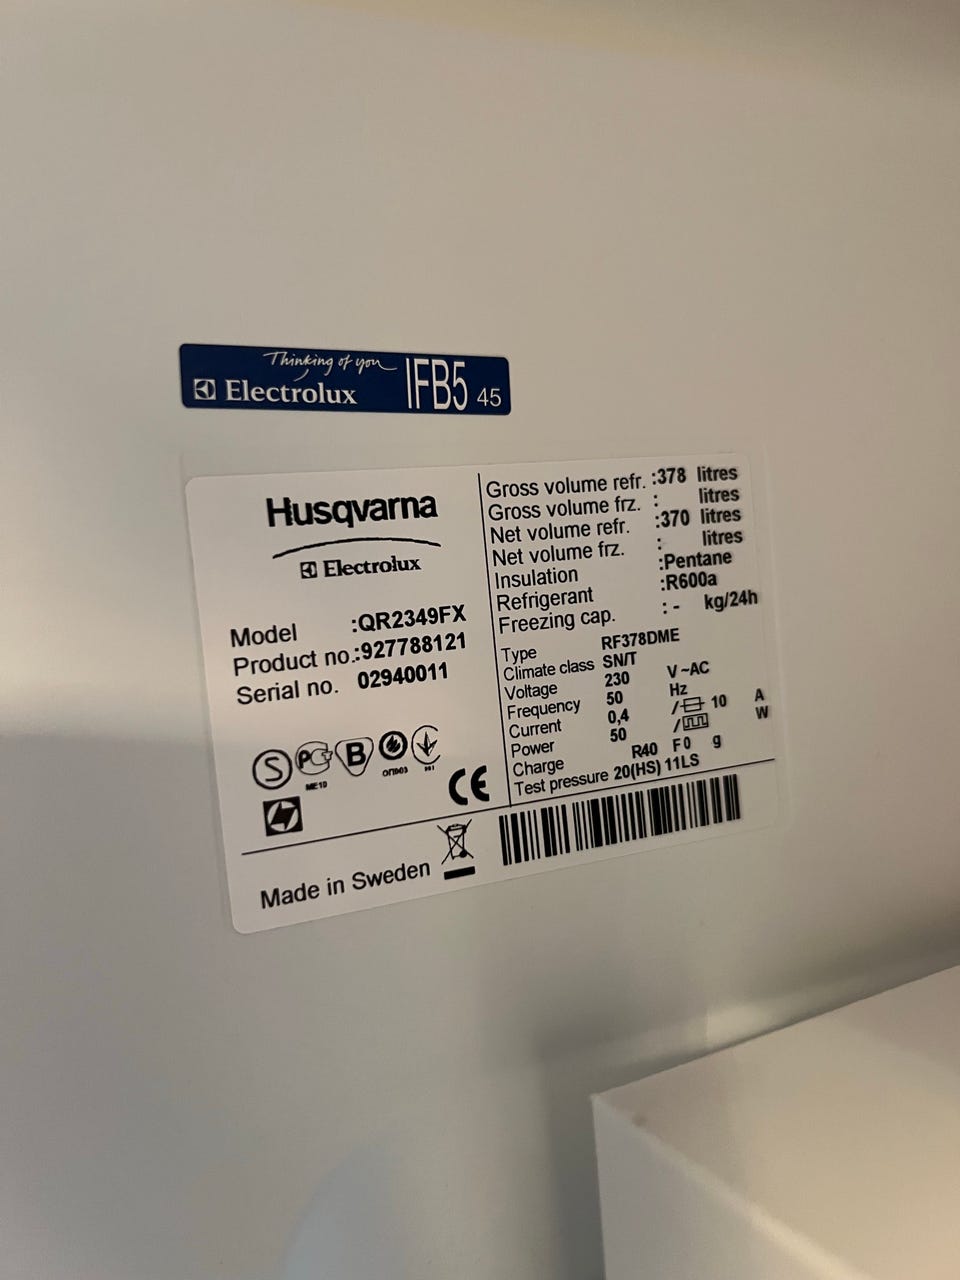 Thinking of you
Electrolux IFB5 45
Husqvarna
Electrolux
Model :QR2349FX
Product no.:927788121
Serial no. 02940011
S PC B
ME10
CE
Made in Sweden
Gross volume refr. :378 litres
Gross volume frz. : litres
Net volume refr. :370 litres
Net volume frz. : litres
Insulation :Pentane
Refrigerant :R600a
Freezing cap. : - kg/24h
Type RF378DME
Climate class SN/T
Voltage 230 V ~AC
Frequency 50 Hz
Current 0,4 / 10 A
Power 50 / W
Charge R40 F0 g
Test pressure 20(HS) 11LS